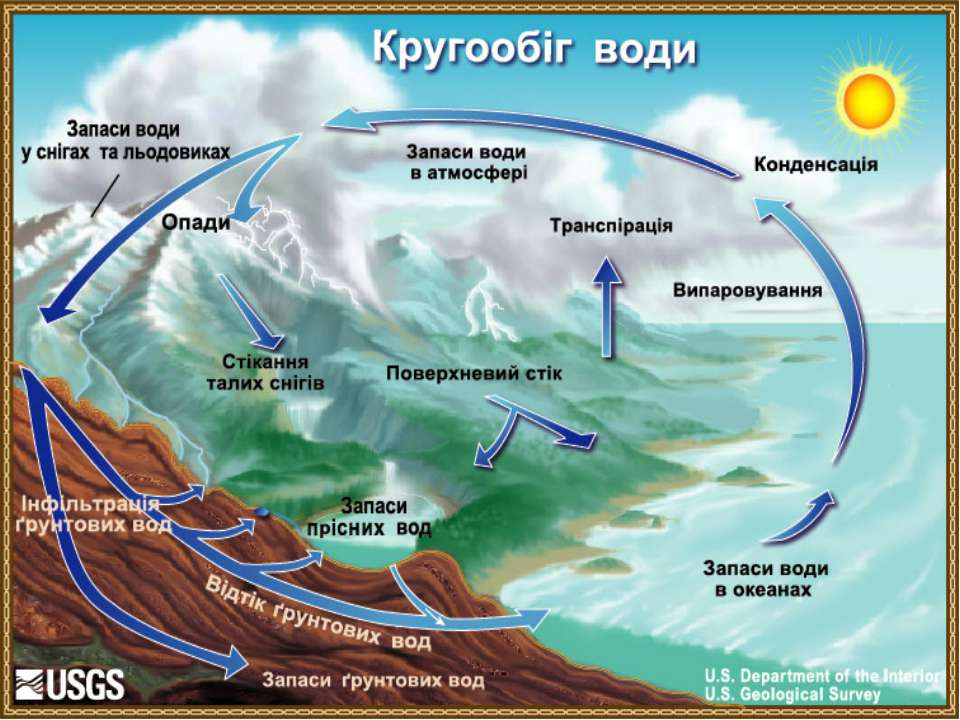 Кругообіг води
Запаси води
у снігах та льодовиках
Запаси води
в атмосфері
Конденсація
Опади
Транспірація
Випаровування
Стікання
талих снігів
Поверхневий стік
Інфільтрація
ґрунтових вод
Запаси
прісних вод
Запаси води
в океанах
Відтік ґрунтових вод
Запаси ґрунтових вод
USGS
U.S. Department of the Interior
U.S. Geological Survey